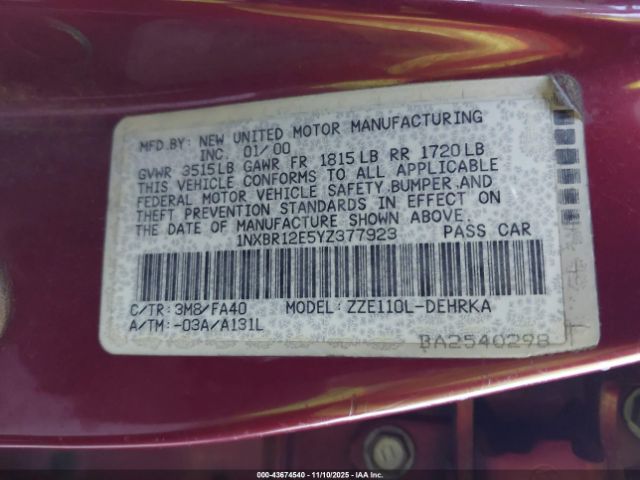 MFD.BY: NEW UNITED MOTOR MANUFACTURING
INC. 01/00
GVWR 3515LB GAWR FR 1815LB RR 1720LB
THIS VEHICLE CONFORMS TO ALL APPLICABLE
FEDERAL MOTOR VEHICLE SAFETY,BUMPER,AND
THEFT PREVENTION STANDARDS IN EFFECT ON
THE DATE OF MANUFACTURE SHOWN ABOVE.
1NXBR12E5YZ377923 PASS CAR
C/TR:3M8/FA40 MODEL:ZZE110L-DEHRKA
A/TM:-03A/A131L
BA2540298
000-43674540 - 11/10/2025 - IAA Inc.